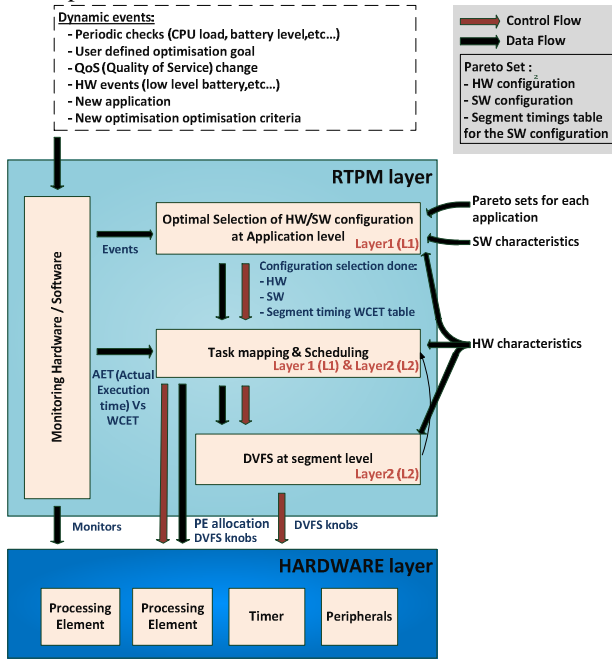 Dynamic events:
- Periodic checks (CPU load, battery level,etc...)
- User defined optimisation goal
- QoS (Quality of Service) change
- HW events (low level battery,etc...)
- New application
- New optimisation optimisation criteria
Control Flow
Data Flow
Pareto Set :
2
- HW configuration
- SW configuration
- Segment timings table
for the SW configuration
RTPM layer
Monitoring Hardware / Software
Optimal Selection of HW/SW configuration
at Application level
Layer1 (L1)
Events
Pareto sets for each
application
SW characteristics
Configuration selection done:
- HW
- SW
- Segment timing WCET table
Task mapping & Scheduling
Layer 1 (L1) & Layer2 (L2)
HW characteristics
AET (Actual
Execution
time) Vs
WCET
DVFS at segment level
Layer2 (L2)
Monitors
PE allocation
DVFS knobs
DVFS knobs
HARDWARE layer
Processing
Element
Processing
Element
Timer
Peripherals